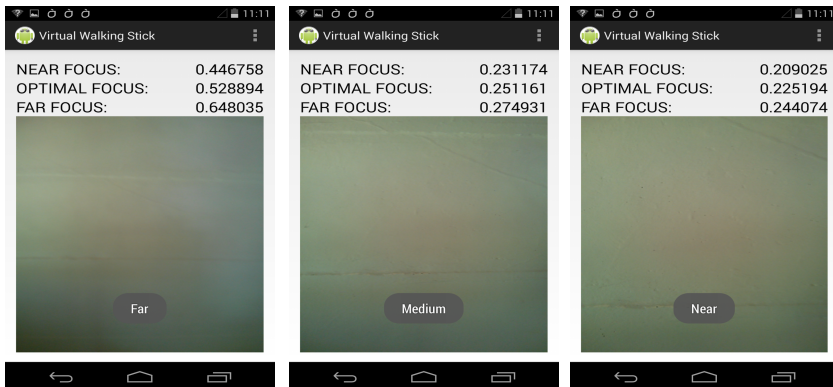 11:11
Virtual Walking Stick
NEAR FOCUS: 0.446758
OPTIMAL FOCUS: 0.528894
FAR FOCUS: 0.648035
Far
11:11
Virtual Walking Stick
NEAR FOCUS: 0.231174
OPTIMAL FOCUS: 0.251161
FAR FOCUS: 0.274931
Medium
11:11
Virtual Walking Stick
NEAR FOCUS: 0.209025
OPTIMAL FOCUS: 0.225194
FAR FOCUS: 0.244074
Near